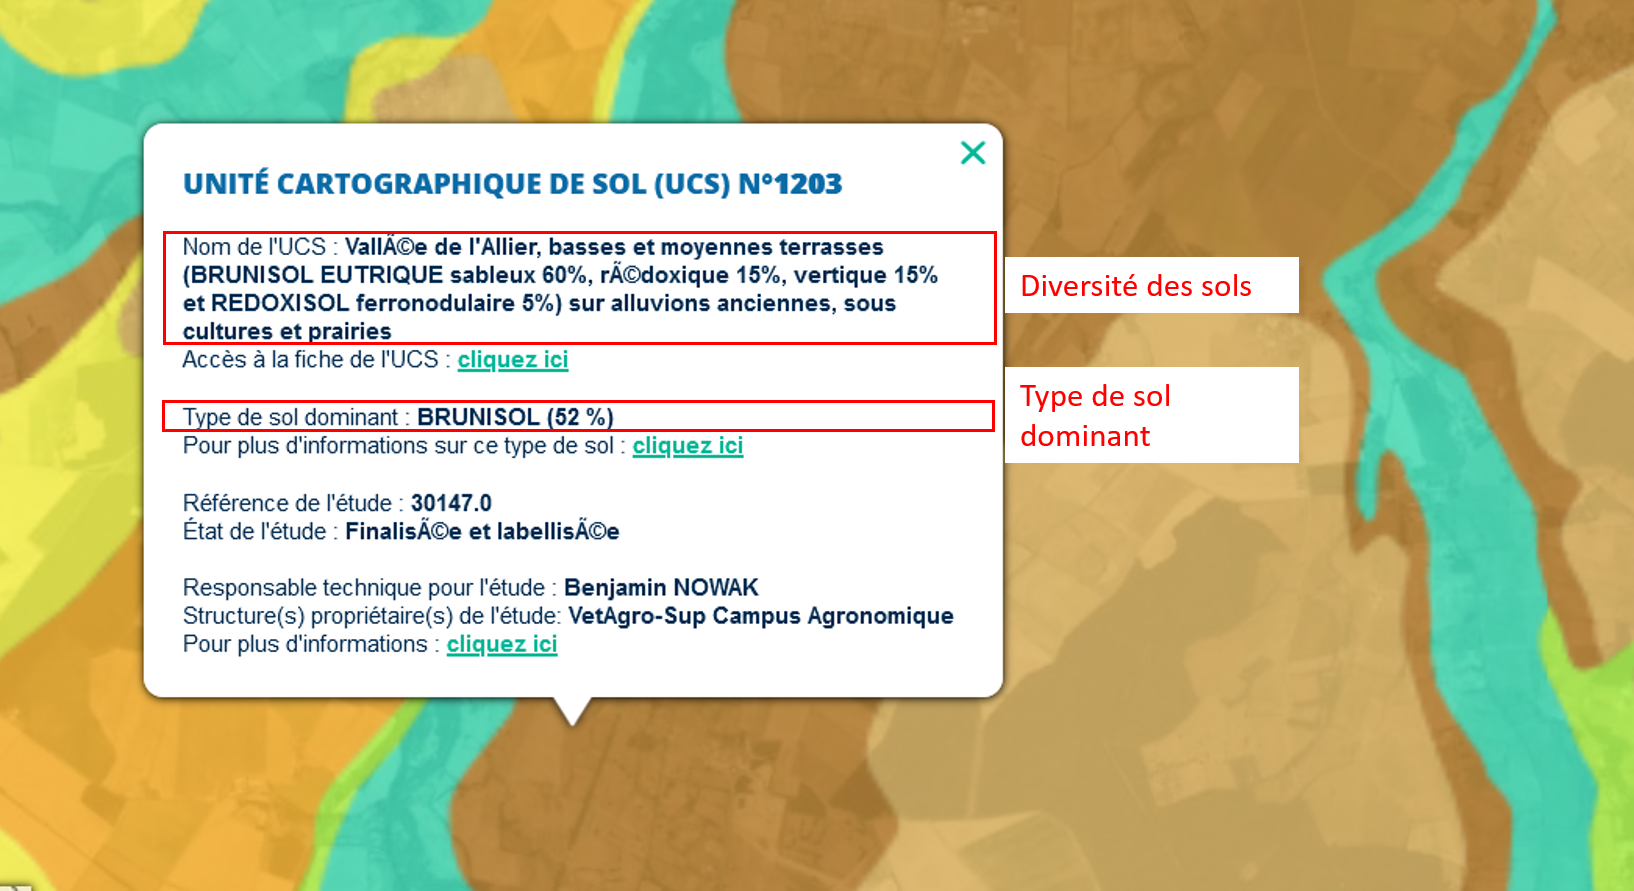 UNITÉ CARTOGRAPHIQUE DE SOL (UCS) N°1203
Nom de l'UCS : VallÃ©e de l'Allier, basses et moyennes terrasses
(BRUNISOL EUTRIQUE sableux 60%, rÃ©doxique 15%, vertique 15%
et REDOXISOL ferronodulaire 5%) sur alluvions anciennes, sous
cultures et prairies
Accès à la fiche de l'UCS : cliquez ici
Type de sol dominant : BRUNISOL (52 %)
Pour plus d'informations sur ce type de sol : cliquez ici
Référence de l'étude : 30147.0
État de l'étude : FinalisÃ©e et labellisÃ©e
Responsable technique pour l'étude : Benjamin NOWAK
Structure(s) propriétaire(s) de l'étude: VetAgro-Sup Campus Agronomique
Pour plus d'informations : cliquez ici
Diversité des sols
Type de sol
dominant